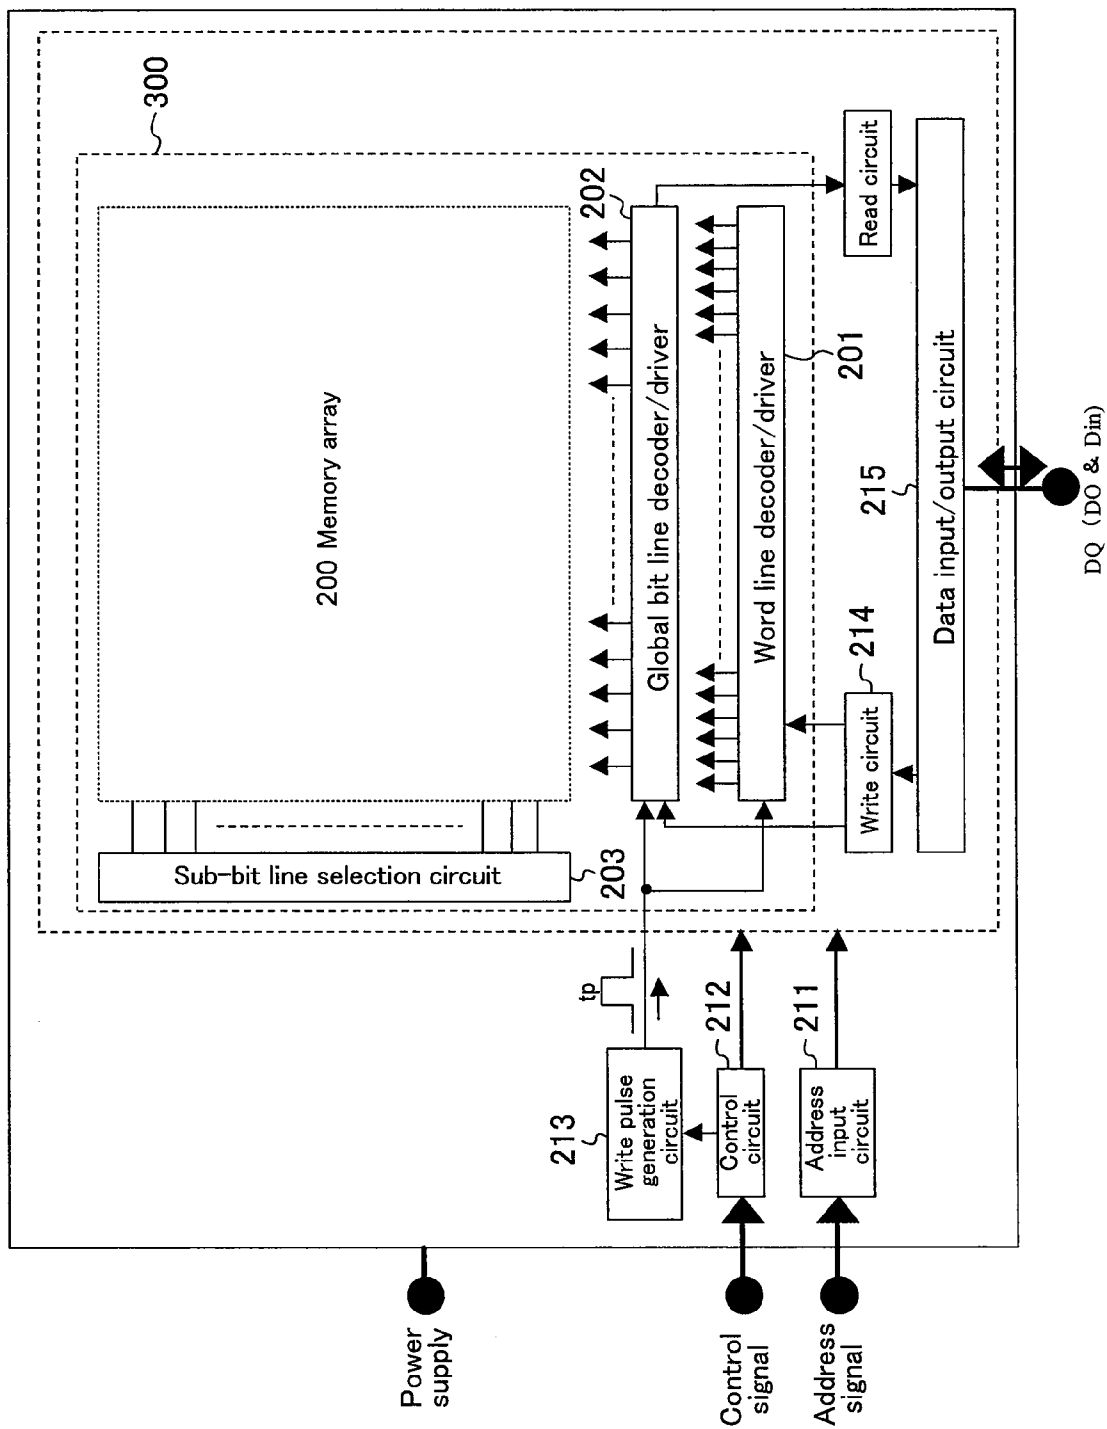 300
200 Memory array
Sub-bit line selection circuit
203
202
Global bit line decoder/driver
Word line decoder/driver
201
Read circuit
Write circuit
214
215
Data input/output circuit
DQ (DO & Din)
tp
213
Write pulse
generation
circuit
212
Control
circuit
211
Address
input
circuit
Power
supply
Control
signal
Address
signal